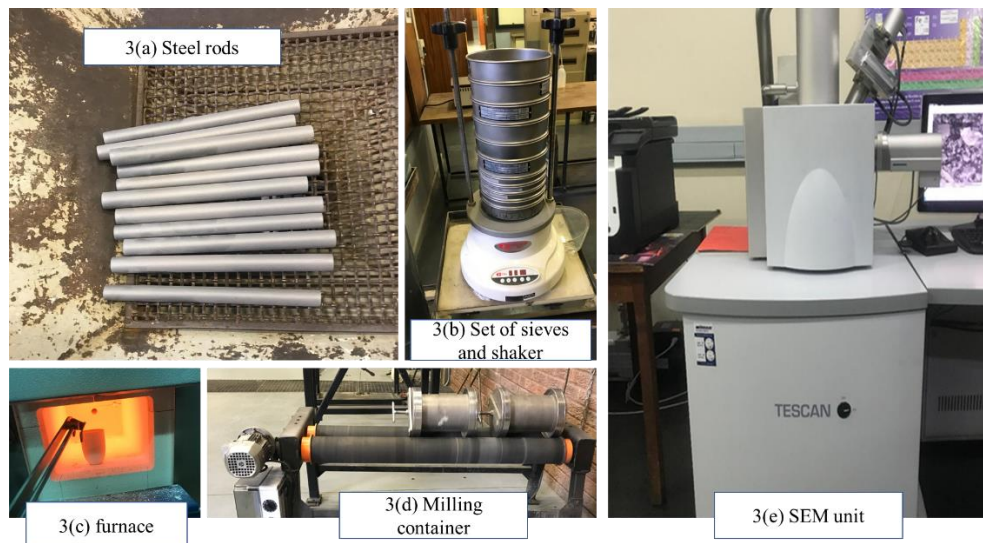 3(a) Steel rods
3(b) Set of sieves
and shaker
3(c) furnace
3(d) Milling
container
3(e) SEM unit
TESCAN